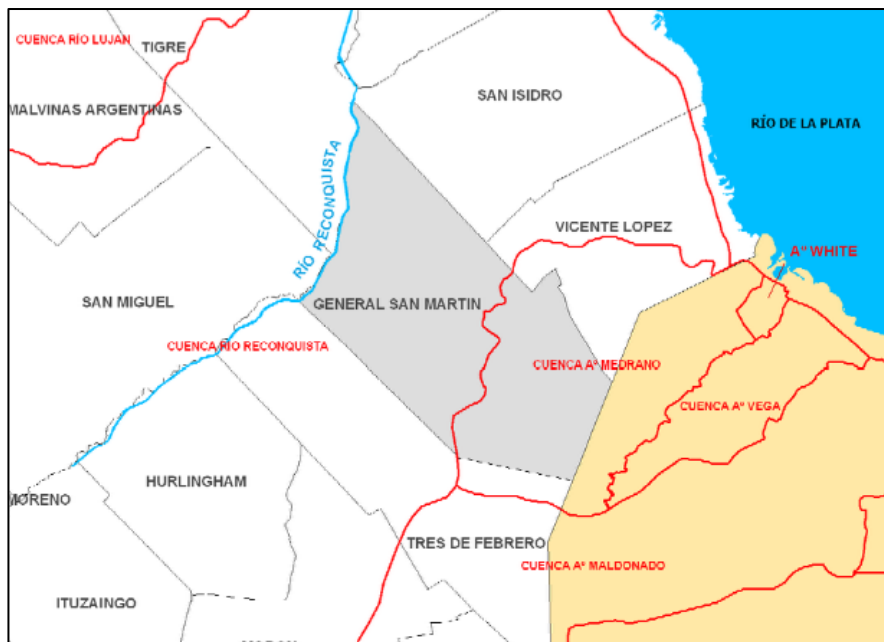 CUENCA RÍO LUJAN
TIGRE
MALVINAS ARGENTINAS
SAN ISIDRO
RÍO DE LA PLATA
RÍO RECONQUISTA
VICENTE LOPEZ
Aº WHITE
SAN MIGUEL
GENERAL SAN MARTIN
CUENCA RÍO RECONQUISTA
CUENCA Aº MEDRANO
CUENCA Aº VEGA
HURLINGHAM
MORENO
TRES DE FEBRERO
CUENCA Aº MALDONADO
ITUZAINGO